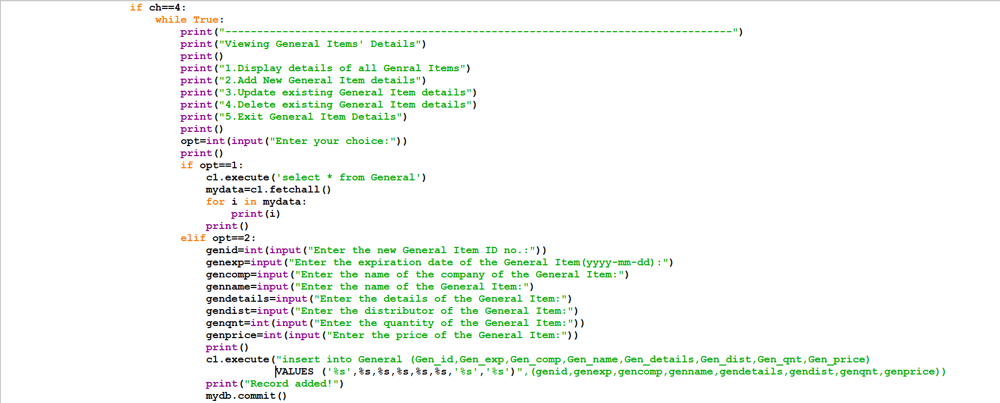 if ch==4:
while True:
print("--------------------------------------------------------------------------------")
print("Viewing General Items' Details")
print()
print("1.Display details of all Genral Items")
print("2.Add New General Item details")
print("3.Update existing General Item details")
print("4.Delete existing General Item details")
print("5.Exit General Item Details")
print()
opt=int(input("Enter your choice:"))
print()
if opt==1:
c1.execute('select * from General')
mydata=c1.fetchall()
for i in mydata:
print(i)
print()
elif opt==2:
genid=int(input("Enter the new General Item ID no.:"))
genexp=input("Enter the expiration date of the General Item(yyyy-mm-dd):")
gencomp=input("Enter the name of the company of the General Item:")
genname=input("Enter the name of the General Item:")
gendetails=input("Enter the details of the General Item:")
gendist=input("Enter the distributor of the General Item:")
genqnt=int(input("Enter the quantity of the General Item:"))
genprice=int(input("Enter the price of the General Item:"))
print()
c1.execute("insert into General (Gen_id,Gen_exp,Gen_comp,Gen_name,Gen_details,Gen_dist,Gen_qnt,Gen_price)
VALUES ('%s',%s,%s,%s,%s,%s,'%s','%s')",(genid,genexp,gencomp,genname,gendetails,gendist,genqnt,genprice))
print("Record added!")
mydb.commit()